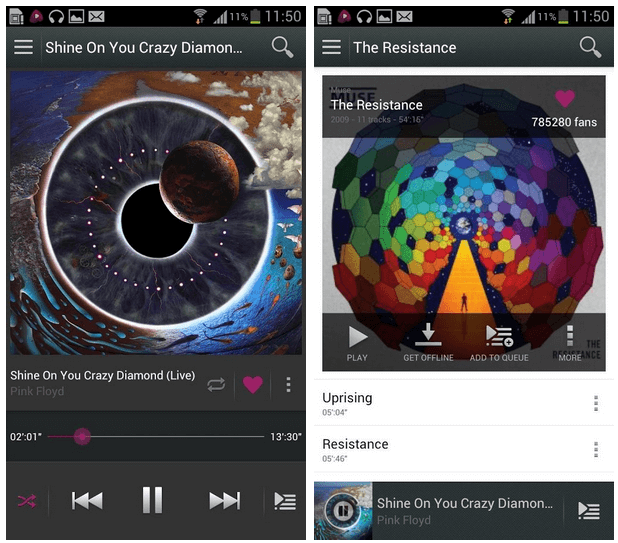 11% 11:50
Shine On You Crazy Diamon...
Shine On You Crazy Diamond (Live)
Pink Floyd
02':01"
13':30"
11% 11:50
The Resistance
MUSE
The Resistance
2009 - 11 tracks - 54':16"
785280 fans
THE
RESISTANCE
PLAY
GET OFFLINE
ADD TO QUEUE
MORE
Uprising
05':04"
Resistance
05':46"
Shine On You Crazy Diamon...
Pink Floyd